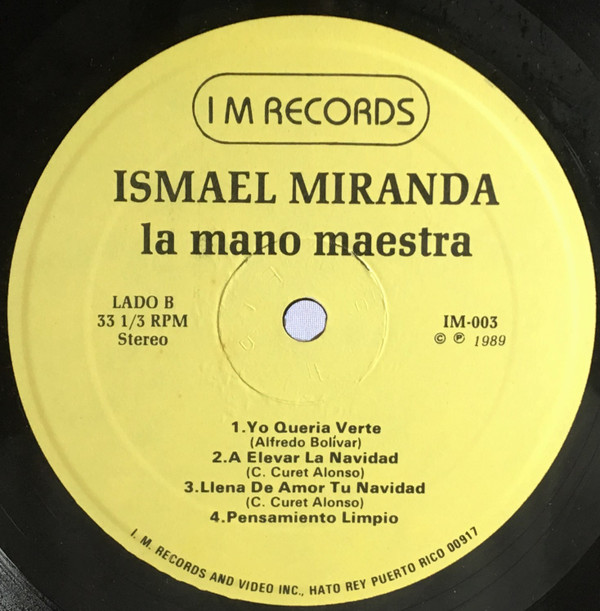 I M RECORDS
ISMAEL MIRANDA
la mano maestra
LADO B
33 1/3 RPM
Stereo
IM-003
© ℗ 1989
1.Yo Queria Verte
(Alfredo Bolívar)
2.A Elevar La Navidad
(C. Curet Alonso)
3.Llena De Amor Tu Navidad
(C. Curet Alonso)
4.Pensamiento Limpio
I. M. RECORDS AND VIDEO INC., HATO REY PUERTO RICO 00917